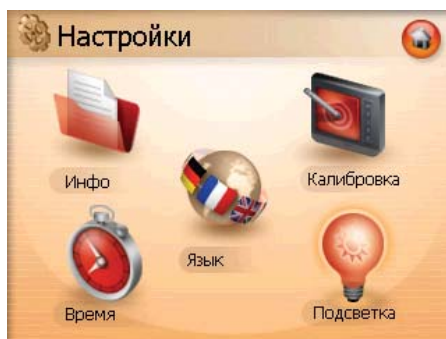 Настройки
Инфо
Калибровка
Язык
Время
Подсветка